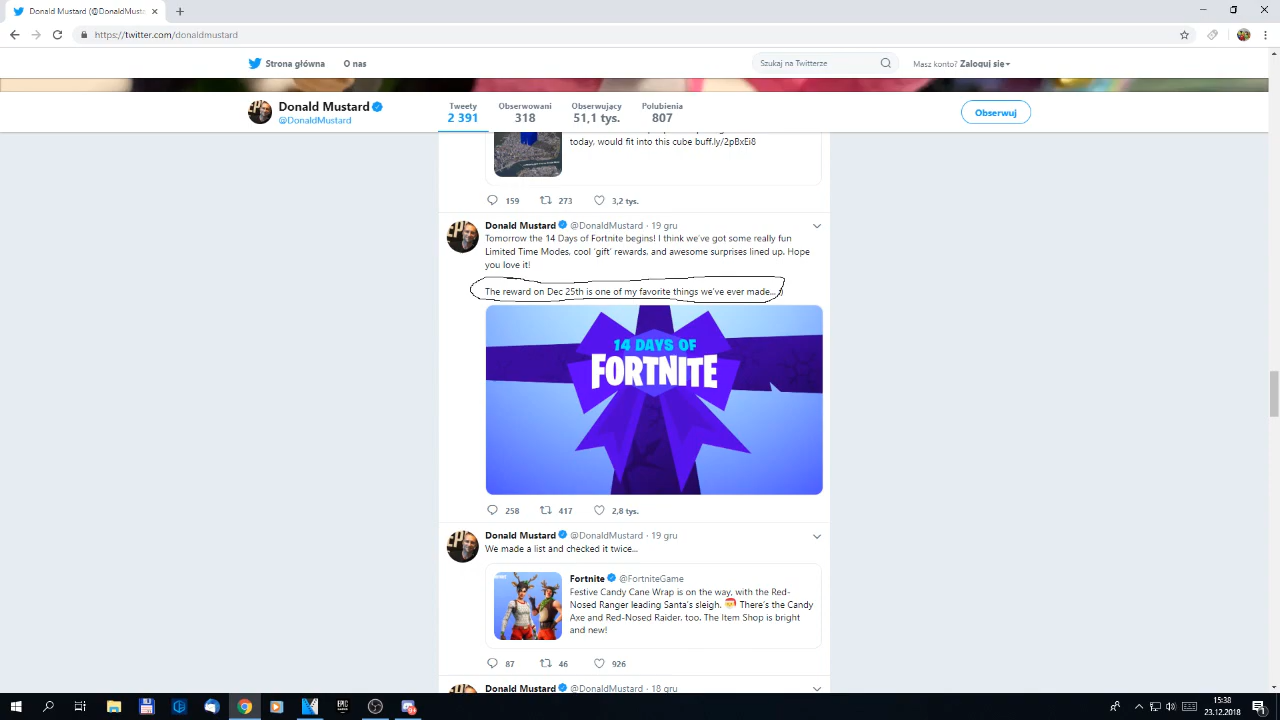 Donald Mustard (@DonaldMustar
https://twitter.com/donaldmustard
Strona główna
O nas
Szukaj na Twitterze
Masz konto? Zaloguj się
Donald Mustard
@DonaldMustard
Tweety
2 391
Obserwowani
318
Obserwujący
51,1 tys.
Polubienia
807
Obserwuj
today, would fit into this cube buff.ly/2pBxEi8
159
273
3,2 tys.
Donald Mustard @DonaldMustard · 19 gru
Tomorrow the 14 Days of Fortnite begins! I think we've got some really fun
Limited Time Modes, cool 'gift' rewards, and awesome surprises lined up. Hope
you love it!
The reward on Dec 25th is one of my favorite things we've ever made... :)
14 DAYS OF
FORTNITE
258
417
2,8 tys.
Donald Mustard @DonaldMustard · 19 gru
We made a list and checked it twice...
Fortnite @FortniteGame
Festive Candy Cane Wrap is on the way, with the Red-
Nosed Ranger leading Santa's sleigh. 🎅 There's the Candy
Axe and Red-Nosed Raider, too. The Item Shop is bright
and new!
87
46
926
Donald Mustard @DonaldMustard · 18 gru
15:38
23.12.2018